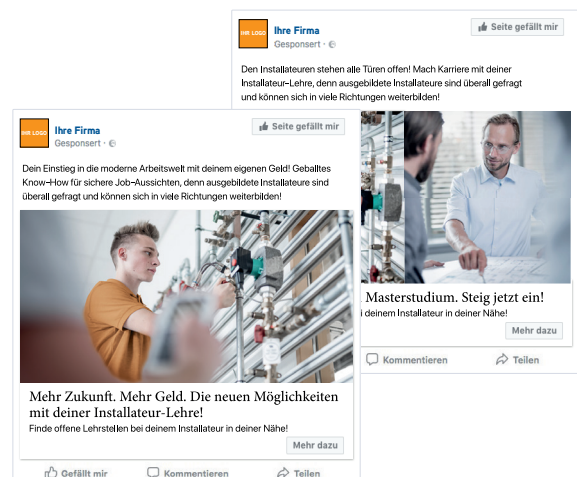 IHR LOGO
Ihre Firma
Gesponsert ·
Seite gefällt mir
Den Installateuren stehen alle Türen offen! Mach Karriere mit deiner
Installateur-Lehre, denn ausgebildete Installateure sind überall gefragt
und können sich in viele Richtungen weiterbilden!
Masterstudium. Steig jetzt ein!
deinem Installateur in deiner Nähe!
Mehr dazu
Kommentieren
Teilen
IHR LOGO
Ihre Firma
Gesponsert ·
Seite gefällt mir
Dein Einstieg in die moderne Arbeitswelt mit deinem eigenen Geld! Geballtes
Know-How für sichere Job-Aussichten, denn ausgebildete Installateure sind
überall gefragt und können sich in viele Richtungen weiterbilden!
Mehr Zukunft. Mehr Geld. Die neuen Möglichkeiten
mit deiner Installateur-Lehre!
Finde offene Lehrstellen bei deinem Installateur in deiner Nähe!
Mehr dazu
Gefällt mir
Kommentieren
Teilen